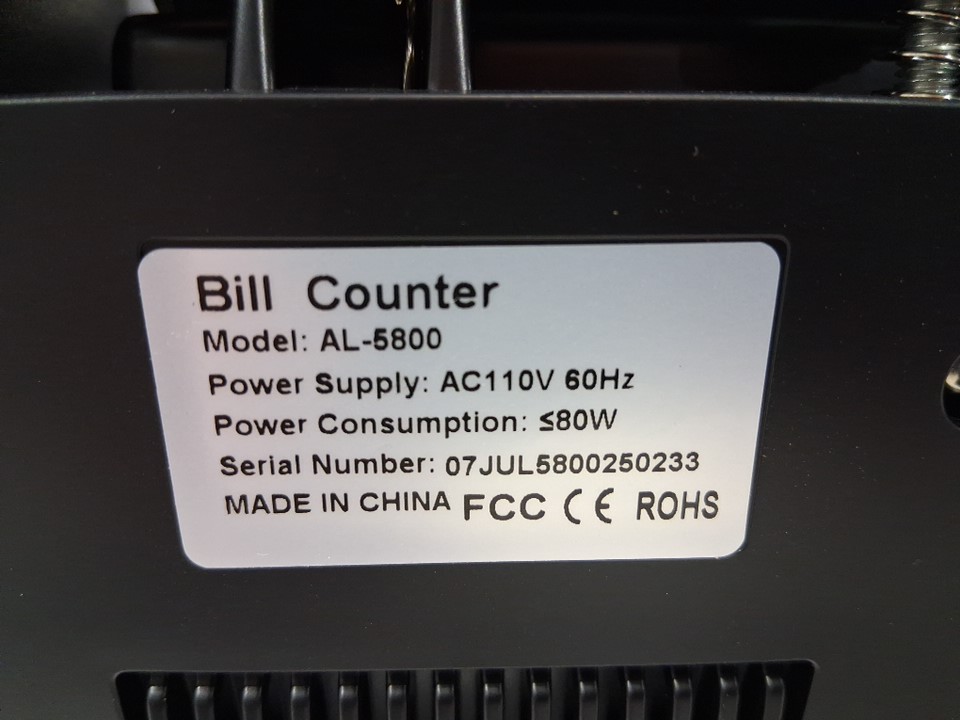 Bill Counter
Model: AL-5800
Power Supply: AC110V 60Hz
Power Consumption: ≤80W
Serial Number: 07JUL5800250233
MADE IN CHINA FCC CE ROHS